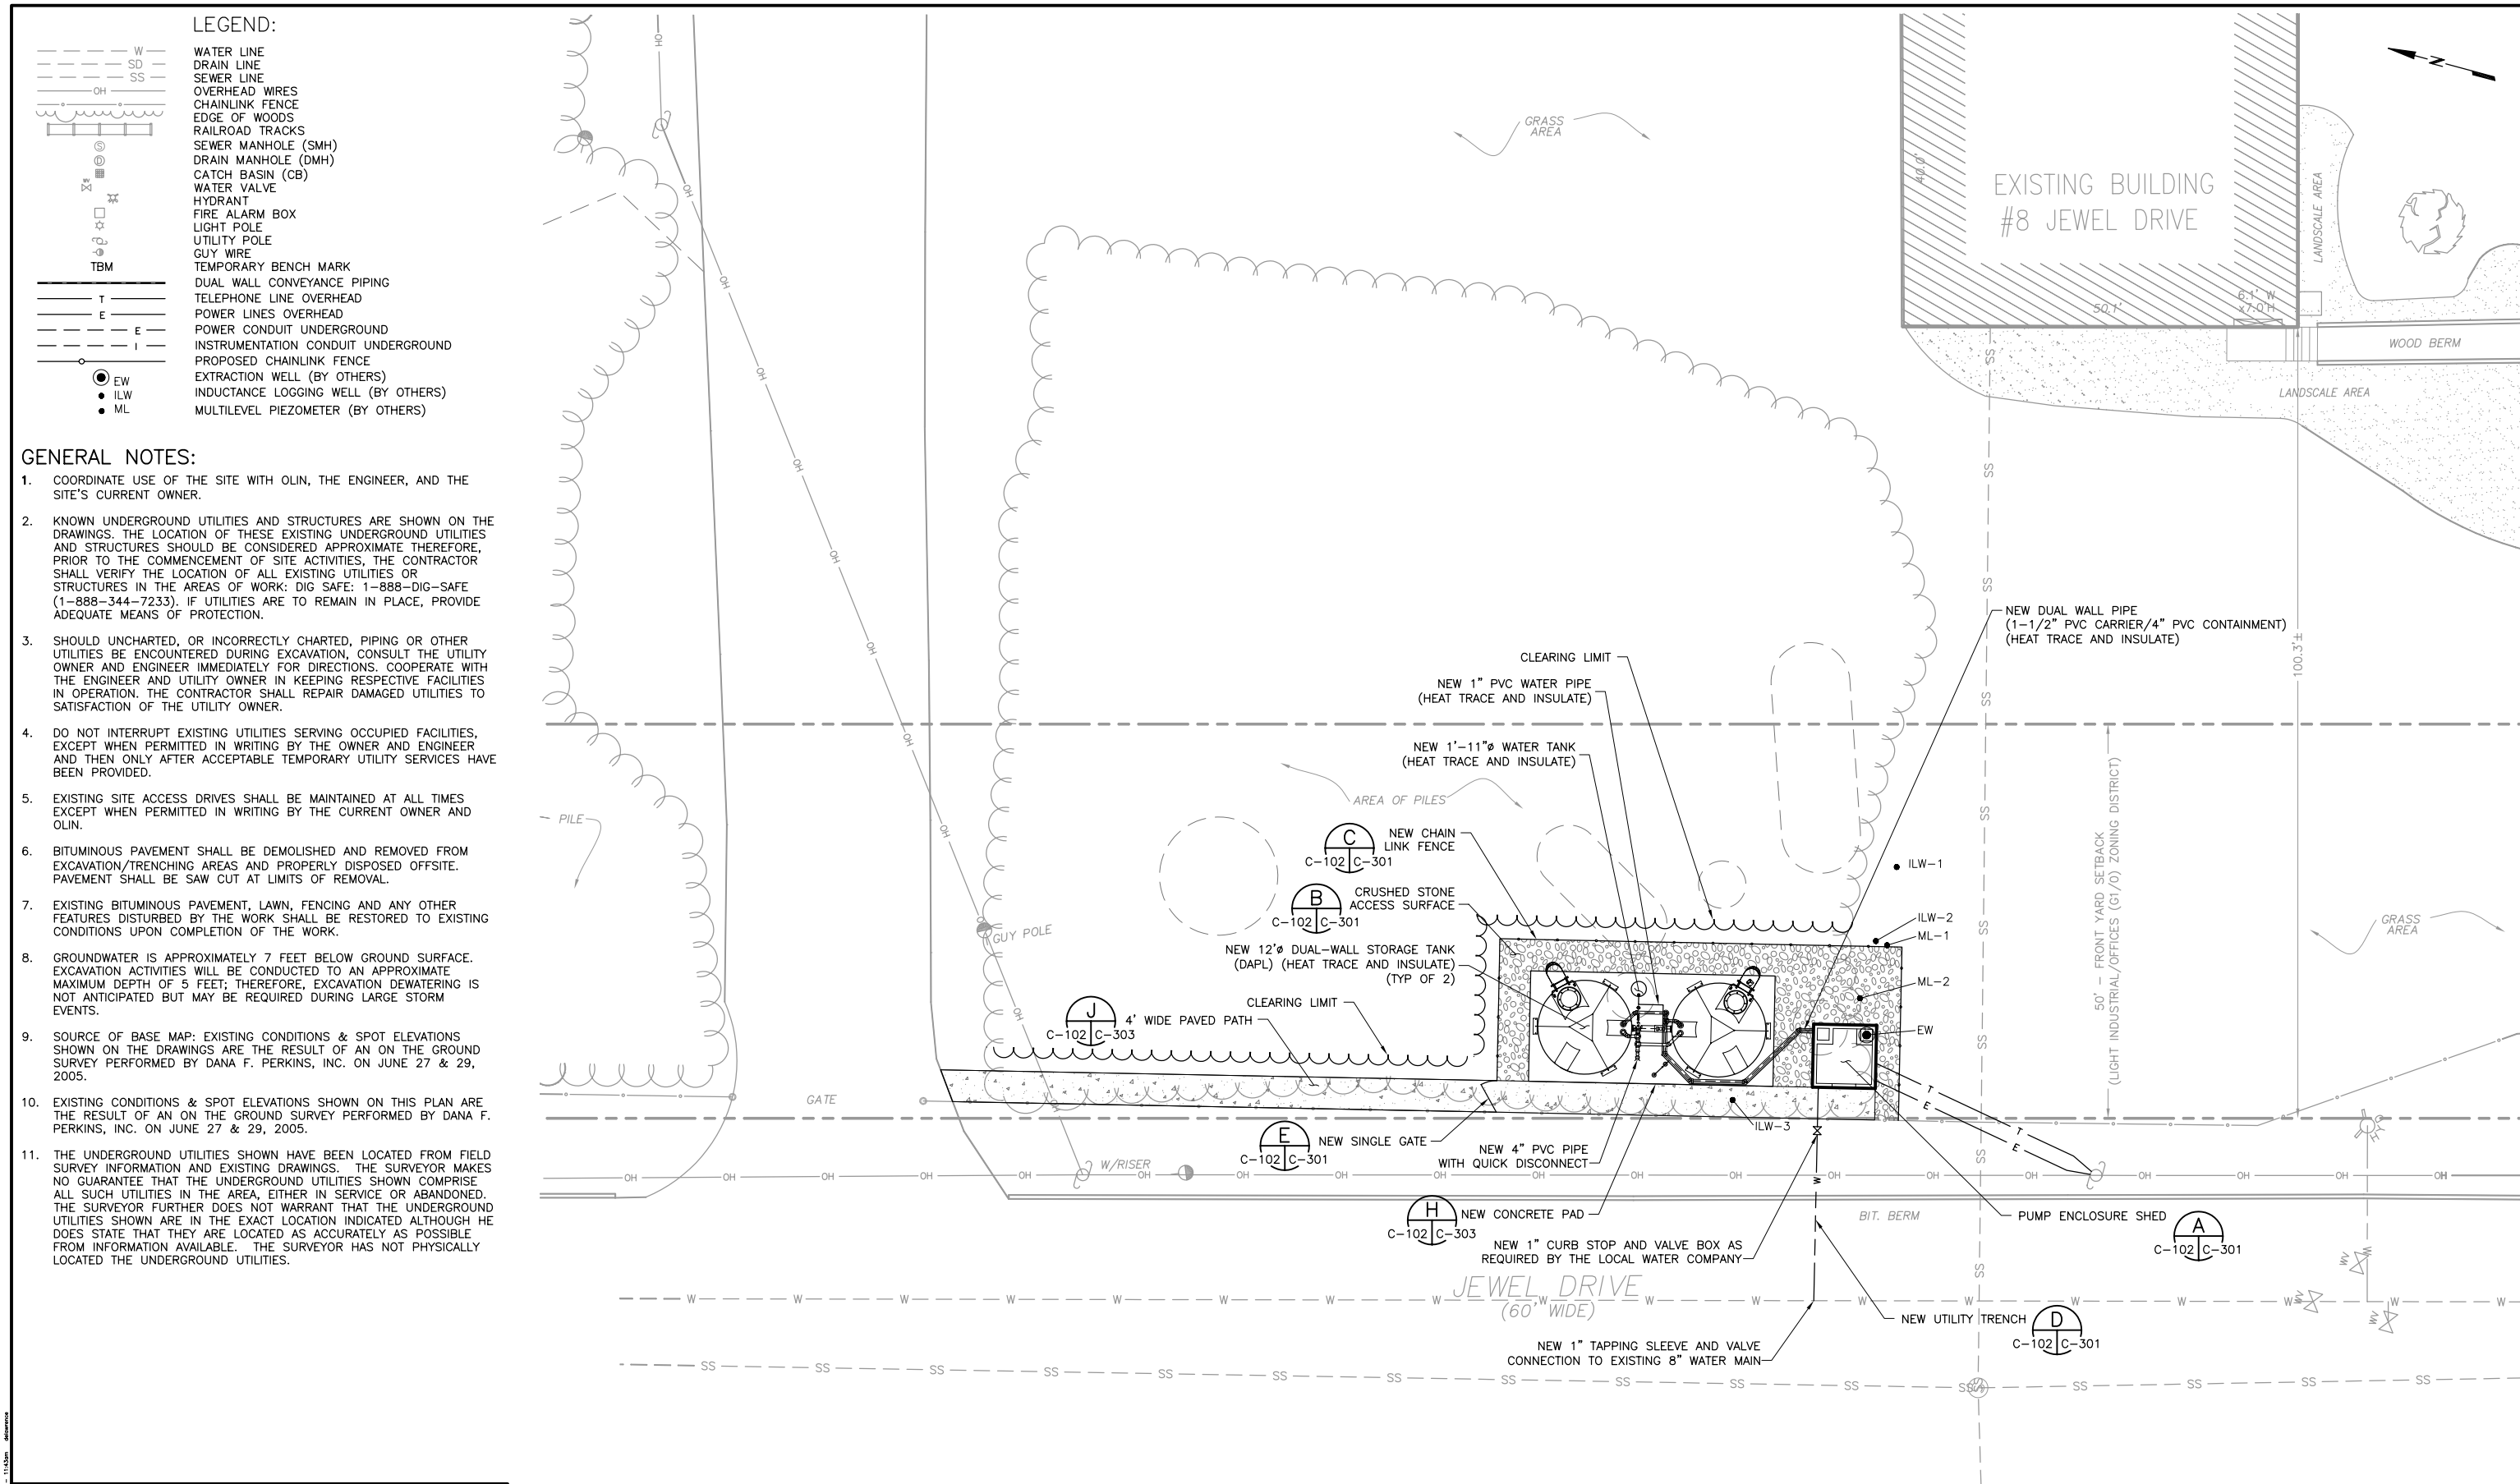 LEGEND:
W WATER LINE
SD DRAIN LINE
SS SEWER LINE
OH OVERHEAD WIRES
CHAINLINK FENCE
EDGE OF WOODS
RAILROAD TRACKS
S SEWER MANHOLE (SMH)
D DRAIN MANHOLE (DMH)
CATCH BASIN (CB)
WV WATER VALVE
HYDRANT
FIRE ALARM BOX
LIGHT POLE
UTILITY POLE
GUY WIRE
TBM TEMPORARY BENCH MARK
DUAL WALL CONVEYANCE PIPING
T TELEPHONE LINE OVERHEAD
E POWER LINES OVERHEAD
E POWER CONDUIT UNDERGROUND
I INSTRUMENTATION CONDUIT UNDERGROUND
PROPOSED CHAINLINK FENCE
EW EXTRACTION WELL (BY OTHERS)
ILW INDUCTANCE LOGGING WELL (BY OTHERS)
ML MULTILEVEL PIEZOMETER (BY OTHERS)
GENERAL NOTES:
1. COORDINATE USE OF THE SITE WITH OLIN, THE ENGINEER, AND THE
SITE'S CURRENT OWNER.
2. KNOWN UNDERGROUND UTILITIES AND STRUCTURES ARE SHOWN ON THE
DRAWINGS. THE LOCATION OF THESE EXISTING UNDERGROUND UTILITIES
AND STRUCTURES SHOULD BE CONSIDERED APPROXIMATE THEREFORE,
PRIOR TO THE COMMENCEMENT OF SITE ACTIVITIES, THE CONTRACTOR
SHALL VERIFY THE LOCATION OF ALL EXISTING UTILITIES OR
STRUCTURES IN THE AREAS OF WORK: DIG SAFE: 1-888-DIG-SAFE
(1-888-344-7233). IF UTILITIES ARE TO REMAIN IN PLACE, PROVIDE
ADEQUATE MEANS OF PROTECTION.
3. SHOULD UNCHARTED, OR INCORRECTLY CHARTED, PIPING OR OTHER
UTILITIES BE ENCOUNTERED DURING EXCAVATION, CONSULT THE UTILITY
OWNER AND ENGINEER IMMEDIATELY FOR DIRECTIONS. COOPERATE WITH
THE ENGINEER AND UTILITY OWNER IN KEEPING RESPECTIVE FACILITIES
IN OPERATION. THE CONTRACTOR SHALL REPAIR DAMAGED UTILITIES TO
SATISFACTION OF THE UTILITY OWNER.
4. DO NOT INTERRUPT EXISTING UTILITIES SERVING OCCUPIED FACILITIES,
EXCEPT WHEN PERMITTED IN WRITING BY THE OWNER AND ENGINEER
AND THEN ONLY AFTER ACCEPTABLE TEMPORARY UTILITY SERVICES HAVE
BEEN PROVIDED.
5. EXISTING SITE ACCESS DRIVES SHALL BE MAINTAINED AT ALL TIMES
EXCEPT WHEN PERMITTED IN WRITING BY THE CURRENT OWNER AND
OLIN.
6. BITUMINOUS PAVEMENT SHALL BE DEMOLISHED AND REMOVED FROM
EXCAVATION/TRENCHING AREAS AND PROPERLY DISPOSED OFFSITE.
PAVEMENT SHALL BE SAW CUT AT LIMITS OF REMOVAL.
7. EXISTING BITUMINOUS PAVEMENT, LAWN, FENCING AND ANY OTHER
FEATURES DISTURBED BY THE WORK SHALL BE RESTORED TO EXISTING
CONDITIONS UPON COMPLETION OF THE WORK.
8. GROUNDWATER IS APPROXIMATELY 7 FEET BELOW GROUND SURFACE.
EXCAVATION ACTIVITIES WILL BE CONDUCTED TO AN APPROXIMATE
MAXIMUM DEPTH OF 5 FEET; THEREFORE, EXCAVATION DEWATERING IS
NOT ANTICIPATED BUT MAY BE REQUIRED DURING LARGE STORM
EVENTS.
9. SOURCE OF BASE MAP: EXISTING CONDITIONS & SPOT ELEVATIONS
SHOWN ON THE DRAWINGS ARE THE RESULT OF AN ON THE GROUND
SURVEY PERFORMED BY DANA F. PERKINS, INC. ON JUNE 27 & 29,
2005.
10. EXISTING CONDITIONS & SPOT ELEVATIONS SHOWN ON THIS PLAN ARE
THE RESULT OF AN ON THE GROUND SURVEY PERFORMED BY DANA F.
PERKINS, INC. ON JUNE 27 & 29, 2005.
11. THE UNDERGROUND UTILITIES SHOWN HAVE BEEN LOCATED FROM FIELD
SURVEY INFORMATION AND EXISTING DRAWINGS. THE SURVEYOR MAKES
NO GUARANTEE THAT THE UNDERGROUND UTILITIES SHOWN COMPRISE
ALL SUCH UTILITIES IN THE AREA, EITHER IN SERVICE OR ABANDONED.
THE SURVEYOR FURTHER DOES NOT WARRANT THAT THE UNDERGROUND
UTILITIES SHOWN ARE IN THE EXACT LOCATION INDICATED ALTHOUGH HE
DOES STATE THAT THEY ARE LOCATED AS ACCURATELY AS POSSIBLE
FROM INFORMATION AVAILABLE. THE SURVEYOR HAS NOT PHYSICALLY
LOCATED THE UNDERGROUND UTILITIES.
N
GRASS
AREA
40.0'
EXISTING BUILDING
#8 JEWEL DRIVE
LANDSCALE AREA
50.1'
6.1' W
x7.0'H
WOOD BERM
LANDSCALE AREA
NEW DUAL WALL PIPE
(1-1/2" PVC CARRIER/4" PVC CONTAINMENT)
(HEAT TRACE AND INSULATE)
100.3'±
CLEARING LIMIT
NEW 1" PVC WATER PIPE
(HEAT TRACE AND INSULATE)
NEW 1'-11"ø WATER TANK
(HEAT TRACE AND INSULATE)
AREA OF PILES
PILE
C
C-102 C-301
NEW CHAIN
LINK FENCE
B
C-102 C-301
CRUSHED STONE
ACCESS SURFACE
GUY POLE
NEW 12'ø DUAL-WALL STORAGE TANK
(DAPL) (HEAT TRACE AND INSULATE)
(TYP OF 2)
CLEARING LIMIT
J
C-102 C-303
4' WIDE PAVED PATH
ILW-1
ILW-2
ML-1
ML-2
EW
50' - FRONT YARD SETBACK
(LIGHT INDUSTRIAL/OFFICES (G1/0) ZONING DISTRICT)
GRASS
AREA
GATE
ILW-3
E
C-102 C-301
NEW SINGLE GATE
NEW 4" PVC PIPE
WITH QUICK DISCONNECT
W/RISER
T
T
E
E
HY
H
C-102 C-303
NEW CONCRETE PAD
BIT. BERM
PUMP ENCLOSURE SHED
A
C-102 C-301
NEW 1" CURB STOP AND VALVE BOX AS
REQUIRED BY THE LOCAL WATER COMPANY
JEWEL DRIVE
(60' WIDE)
WV
WV
WV
NEW UTILITY TRENCH
D
C-102 C-301
NEW 1" TAPPING SLEEVE AND VALVE
CONNECTION TO EXISTING 8" WATER MAIN